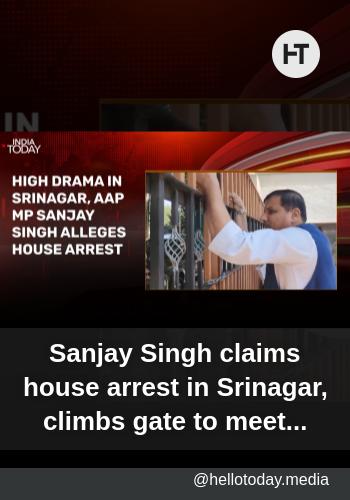 HT
IN
INDIA
TODAY
HIGH DRAMA IN
SRINAGAR, AAP
MP SANJAY
SINGH ALLEGES
HOUSE ARREST
Sanjay Singh claims
house arrest in Srinagar,
climbs gate to meet...
@hellotoday.media